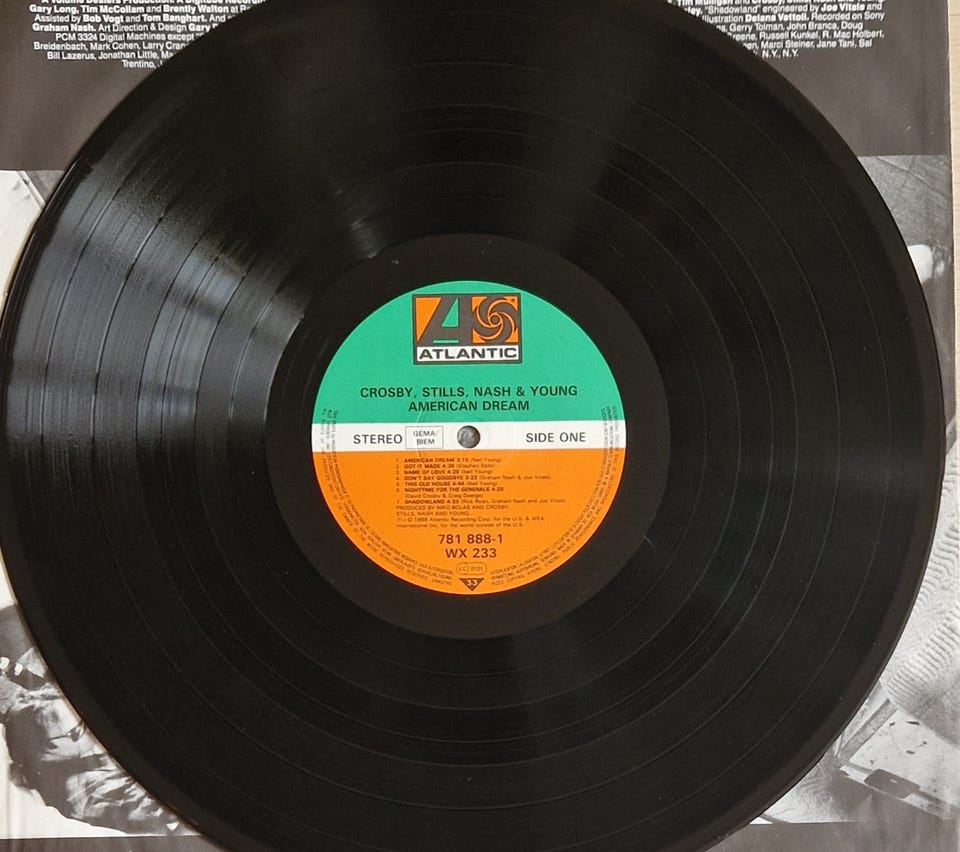 Gary Long, Tim McCollam and Brently Walton at
Assisted by Bob Vogt and Tom Banghart. And
Graham Nash. Art Direction & Design Gary
PCM 3324 Digital Machines except
Breidenbach, Mark Cohen, Larry
Bill Lazerus, Jonathan Little,
Trentino,
"Shadowland" engineered by Joe Vitale and
Illustration Delana Vettoli. Recorded on Sony
Gerry Tolman, John Branca, Doug
Greene, Russell Kunkel, R. Mac Holbert,
Marci Steiner, Jane Tani, Sal
N.Y., N.Y.
ATLANTIC
CROSBY, STILLS, NASH & YOUNG
AMERICAN DREAM
STEREO GEMA/ BIEM SIDE ONE
1. AMERICAN DREAM 3:15 (Neil Young)
2. GOT IT MADE 4:36 (Stephen Stills)
3. NAME OF LOVE 4:28 (Neil Young)
4. DON'T SAY GOODBYE 3:23 (Graham Nash and Joe Vitale)
5. THIS OLD HOUSE 4:44 (Neil Young)
6. NIGHTTIME FOR THE GENERALS 4:20
(David Crosby & Craig Doerge)
7. SHADOWLAND 4:33 (Rick Ryan, Graham Nash and Joe Vitale)
PRODUCED BY NIKO BOLAS AND CROSBY,
STILLS, NASH AND YOUNG.
℗ + © 1988 Atlantic Recording Corp. for the U.S. & WEA
International Inc. for the world outside of the U.S.
781 888-1
WX 233
LC 0121
33